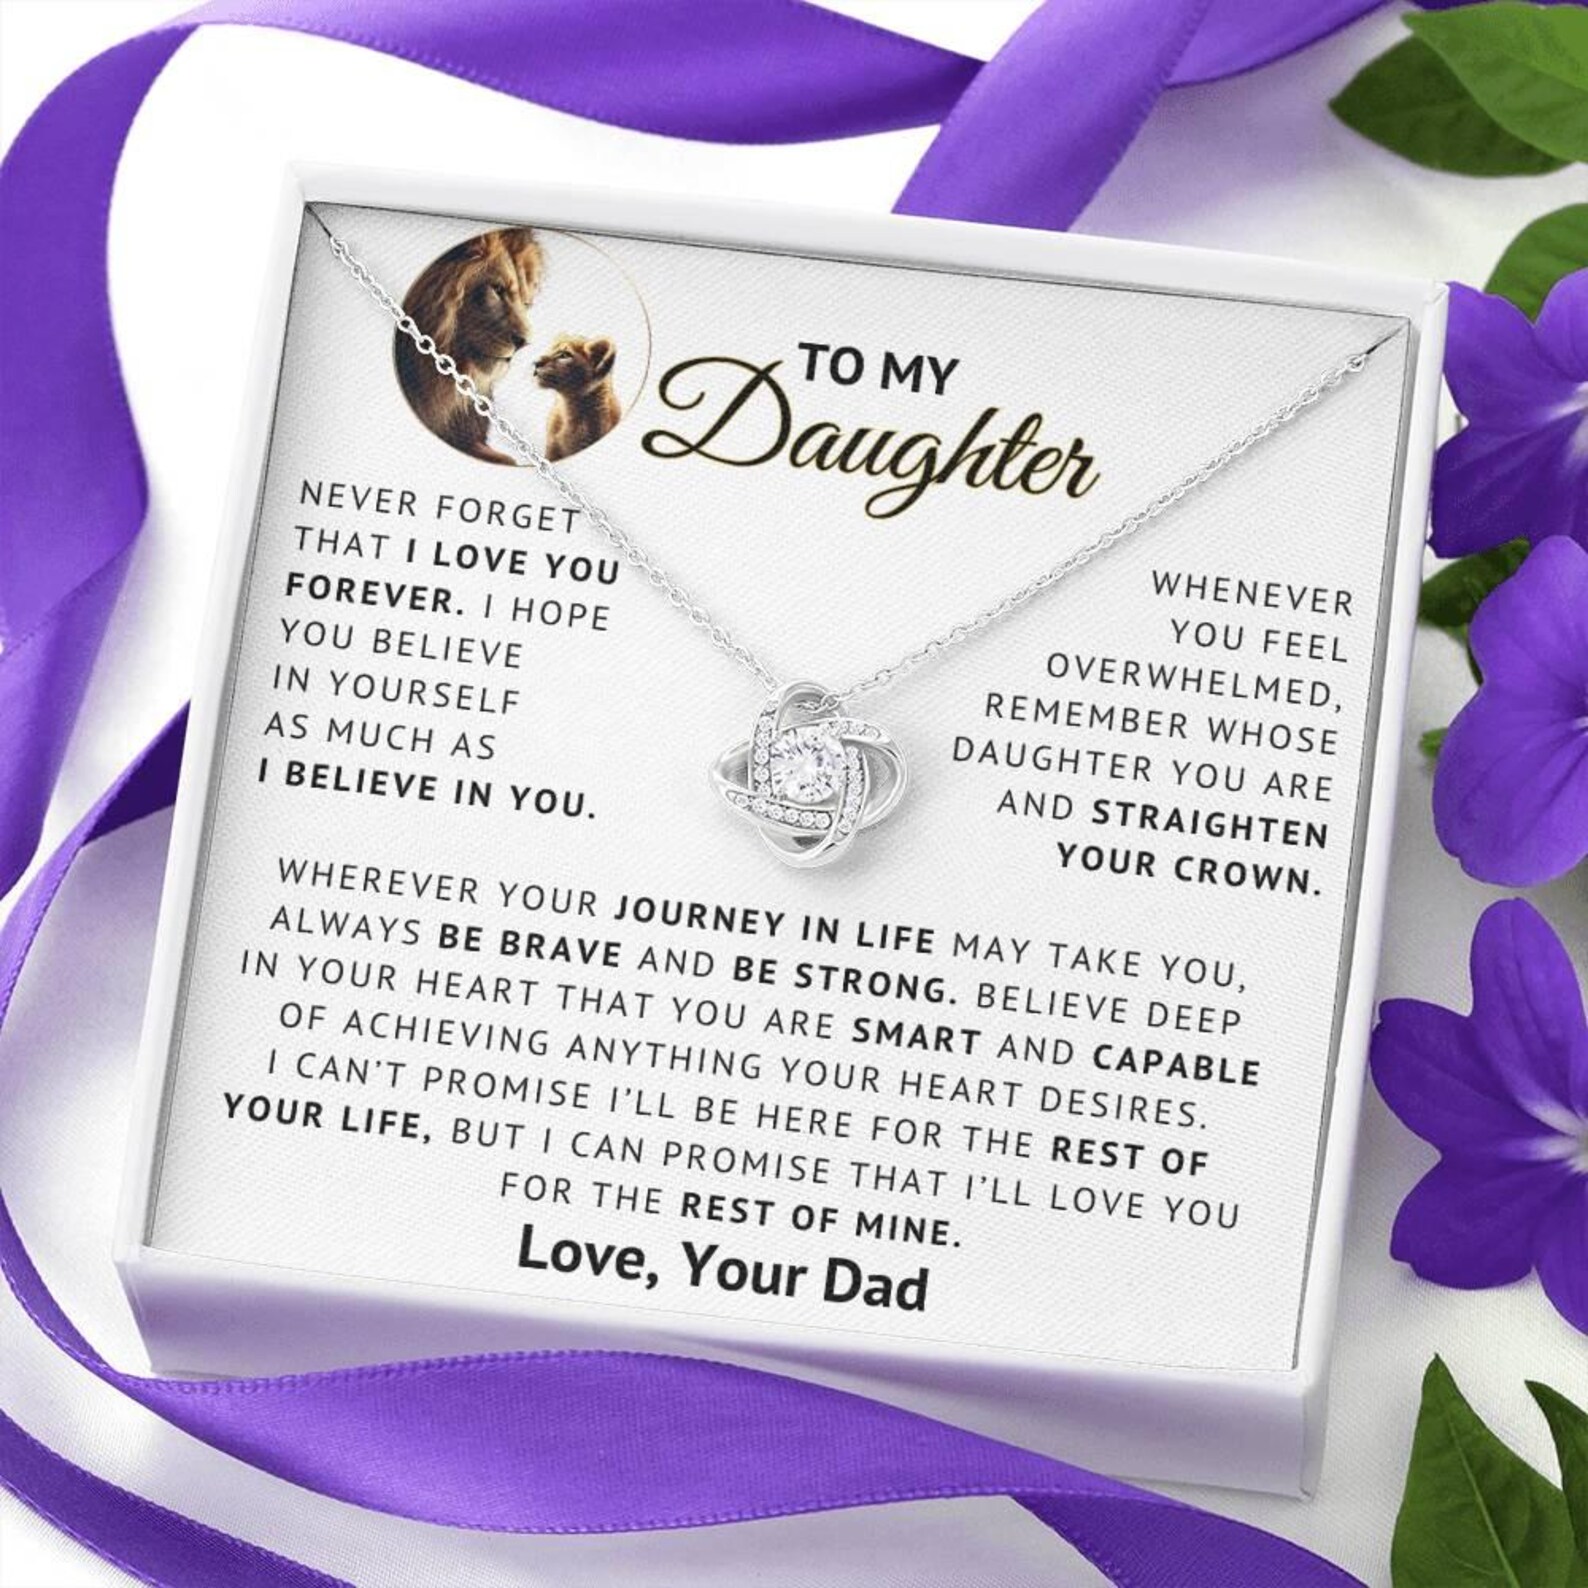 TO MY
Daughter
NEVER FORGET
THAT I LOVE YOU
FOREVER. I HOPE
YOU BELIEVE
IN YOURSELF
AS MUCH AS
I BELIEVE IN YOU.
WHENEVER
YOU FEEL
OVERWHELMED,
REMEMBER WHOSE
DAUGHTER YOU ARE
AND STRAIGHTEN
YOUR CROWN.
WHEREVER YOUR JOURNEY IN LIFE MAY TAKE YOU,
ALWAYS BE BRAVE AND BE STRONG. BELIEVE DEEP
IN YOUR HEART THAT YOU ARE SMART AND CAPABLE
OF ACHIEVING ANYTHING YOUR HEART DESIRES.
I CAN'T PROMISE I'LL BE HERE FOR THE REST OF
YOUR LIFE, BUT I CAN PROMISE THAT I'LL LOVE YOU
FOR THE REST OF MINE.
Love, Your Dad